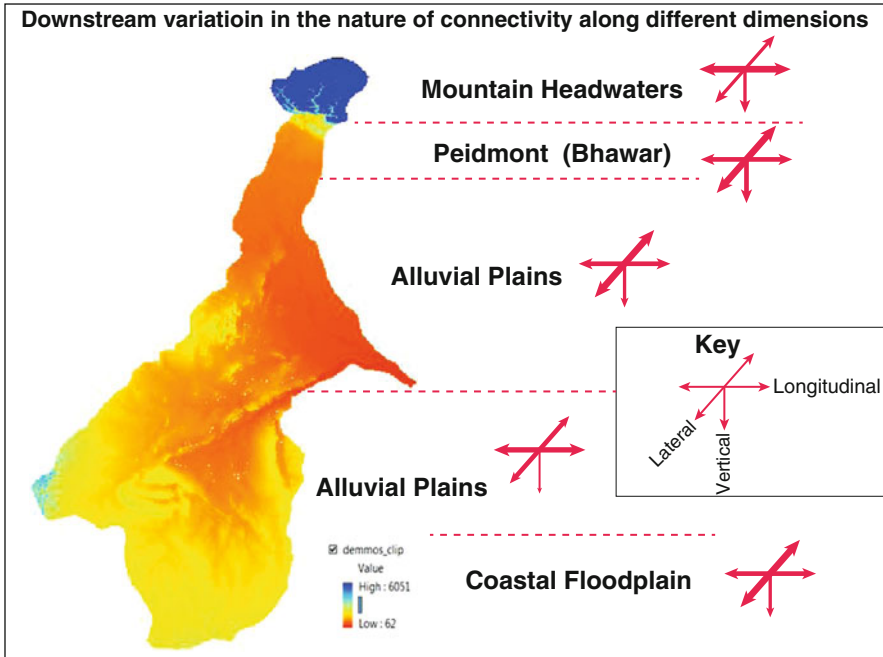 Downstream variatioin in the nature of connectivity along different dimensions
Mountain Headwaters
Peidmont (Bhawar)
Alluvial Plains
Key
Longitudinal
Lateral
Vertical
Alluvial Plains
demmos_clip
Value
High : 6051
Low : 62
Coastal Floodplain